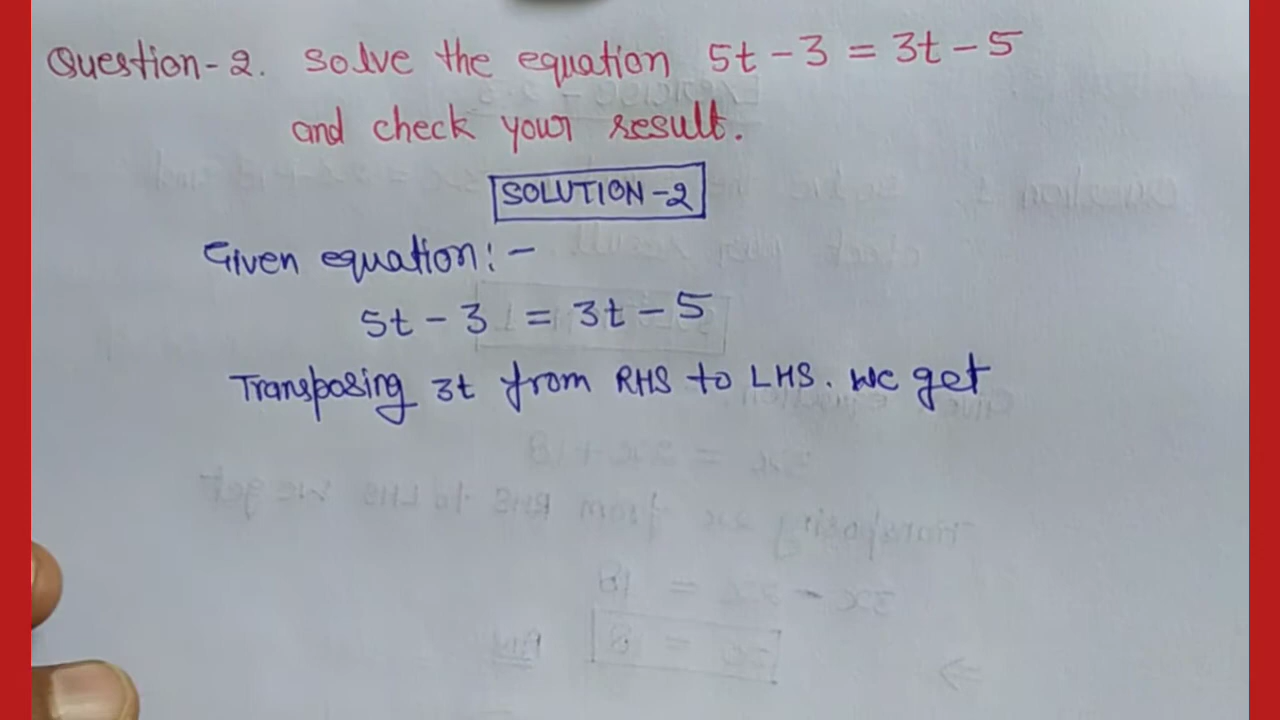 Question-2. Solve the equation 5t - 3 = 3t - 5
and check your result.
SOLUTION-2
Given equation:-
5t - 3 = 3t - 5
Transposing 3t from RHS to LHS. we get